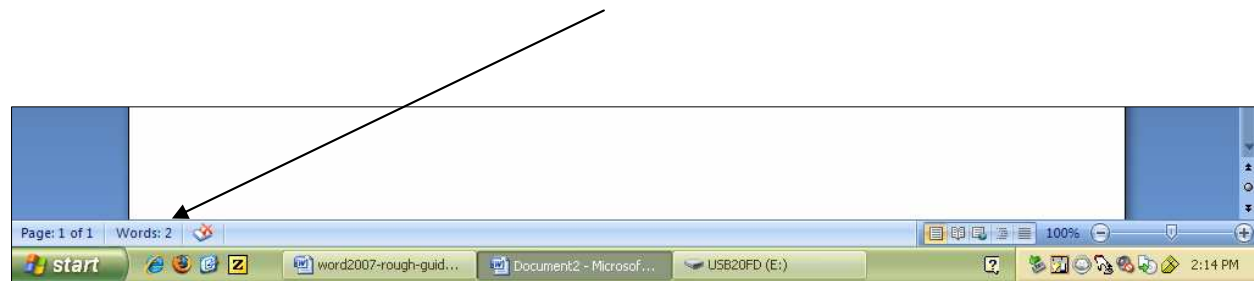 Page: 1 of 1 Words: 2 100%
start Z word2007-rough-guid... Document2 - Microsof... USB20FD (E:) ? 2:14 PM